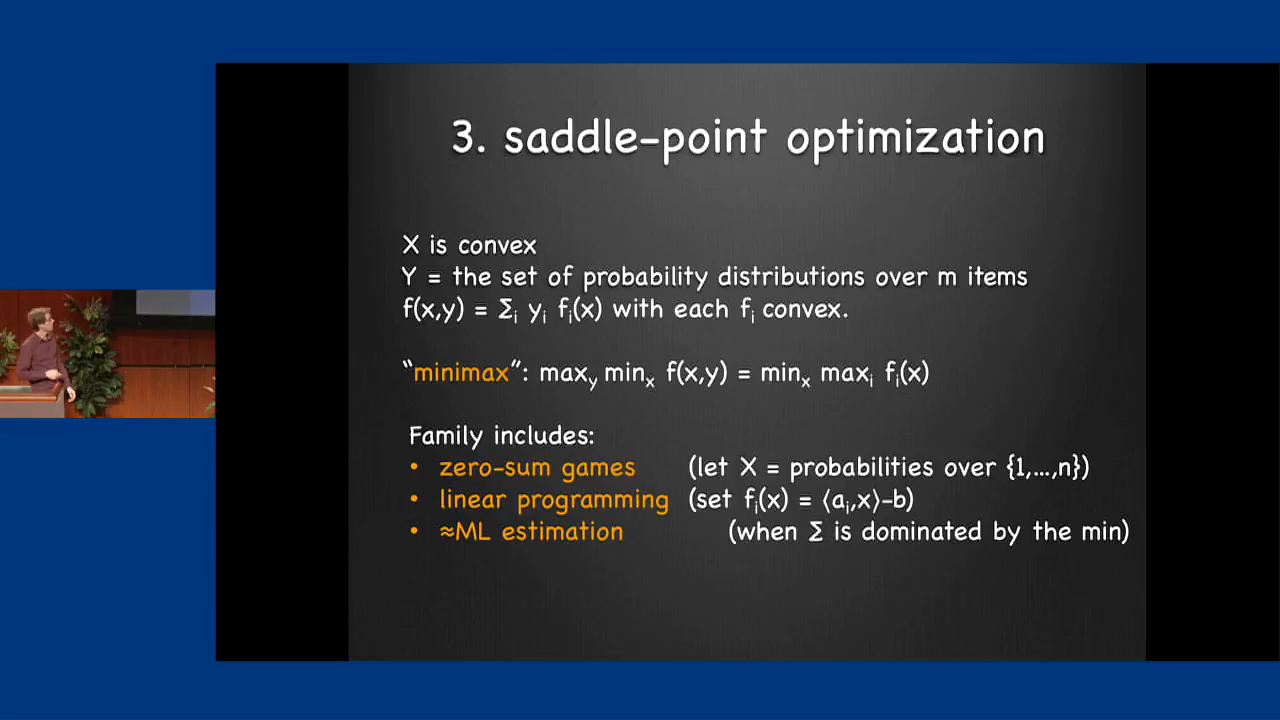 3. saddle-point optimization
X is convex
Y = the set of probability distributions over m items
f(x,y) = Σᵢ yᵢ fᵢ(x) with each fᵢ convex.
“minimax”: maxᵧ minₓ f(x,y) = minₓ maxᵢ fᵢ(x)
Family includes:
• zero-sum games (let X = probabilities over {1,...,n})
• linear programming (set fᵢ(x) = ⟨aᵢ,x⟩-b)
• ≈ML estimation (when Σ is dominated by the min)